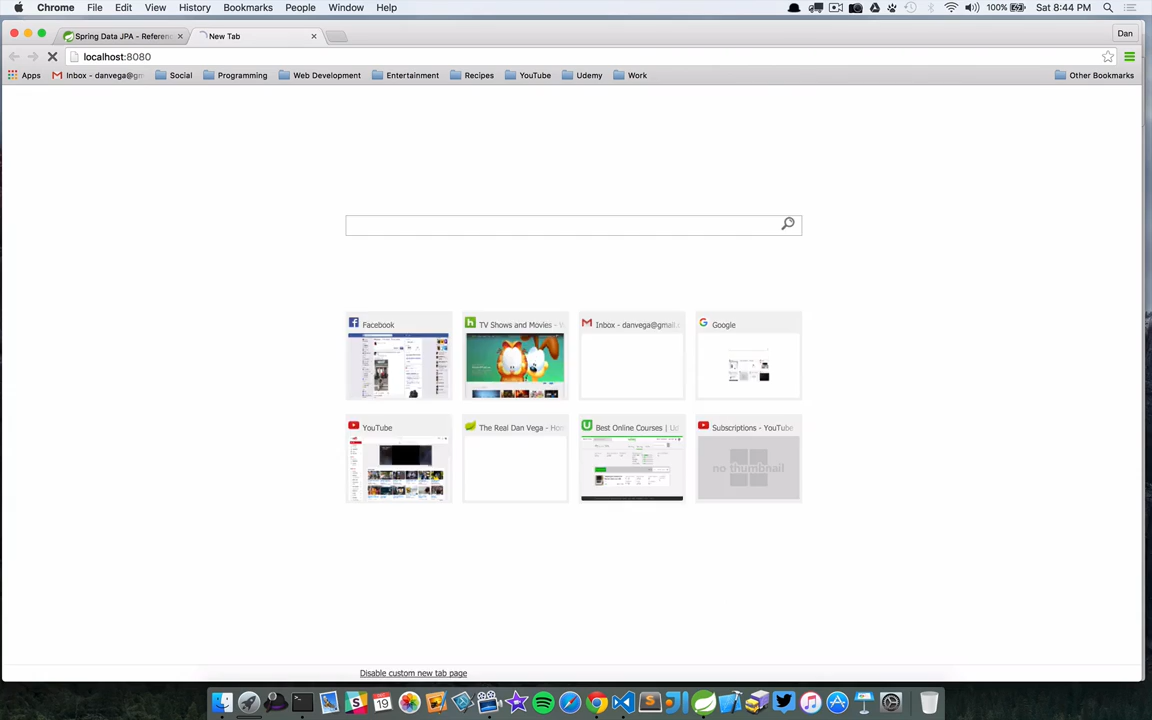 Chrome File Edit View History Bookmarks People Window Help 100% Sat 8:44 PM
Spring Data JPA - Referen New Tab Dan
localhost:8080
Apps Inbox - danvega@gm Social Programming Web Development Entertainment Recipes YouTube Udemy Work Other Bookmarks
Facebook TV Shows and Movies - Inbox - danvega@gmail. Google
YouTube The Real Dan Vega - Ho Best Online Courses | Ud Subscriptions - YouTube
no thumbnail
Disable custom new tab page
19